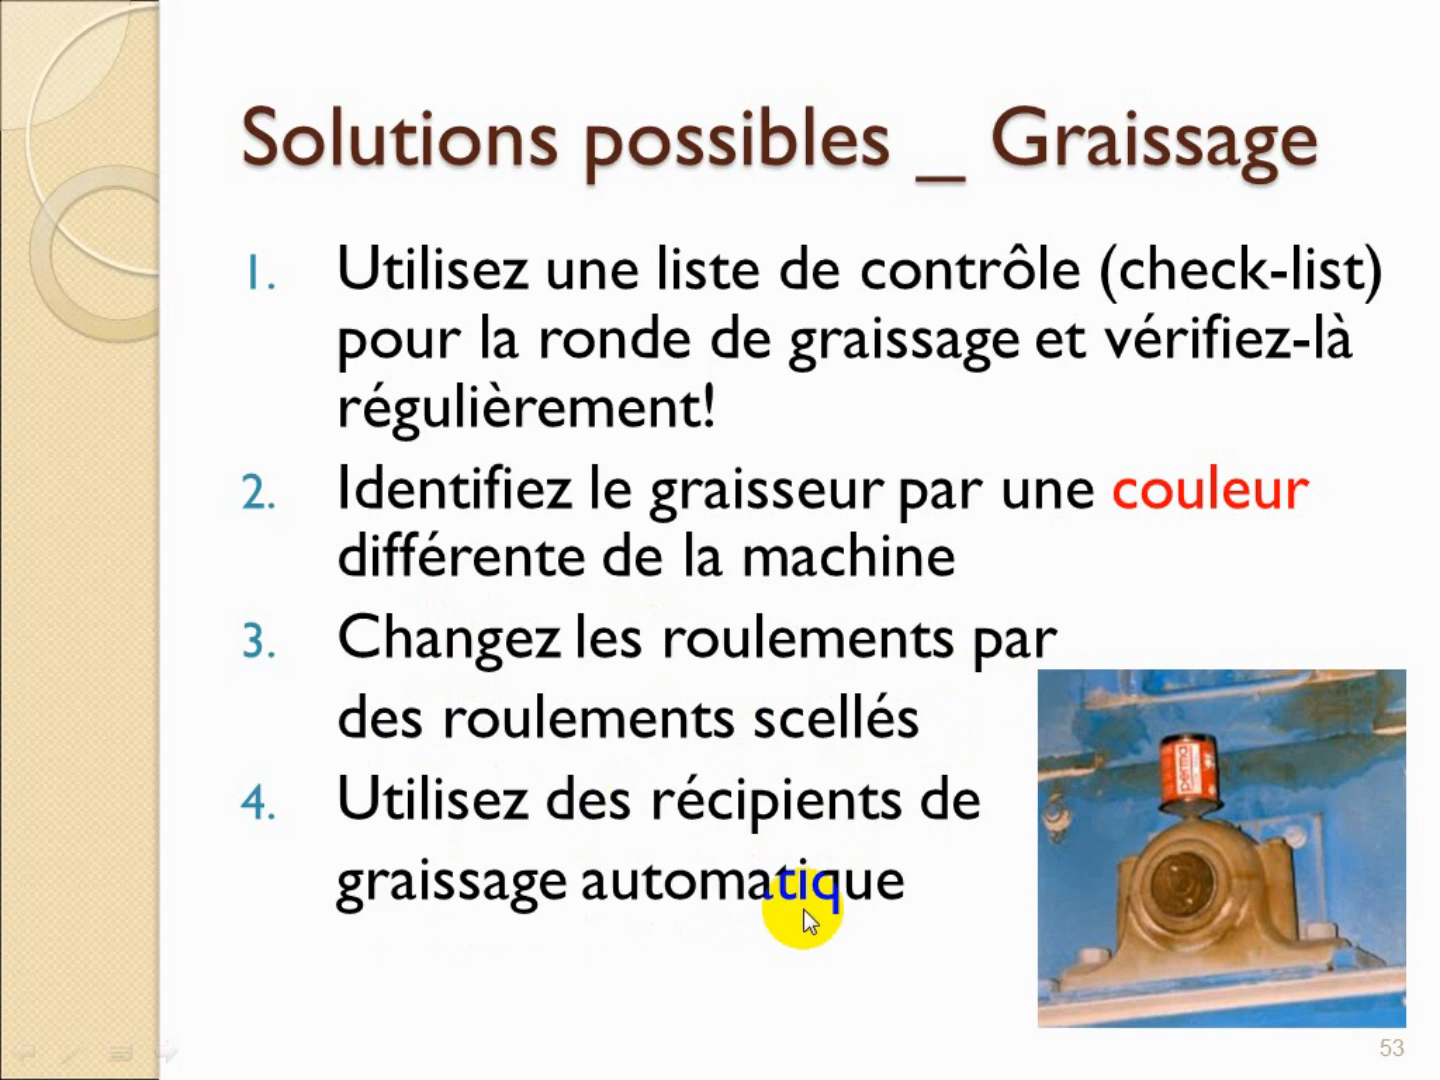 Solutions possibles _ Graissage
1. Utilisez une liste de contrôle (check-list)
pour la ronde de graissage et vérifiez-là
régulièrement!
2. Identifiez le graisseur par une couleur
différente de la machine
3. Changez les roulements par
des roulements scellés
4. Utilisez des récipients de
graissage automatique
perma
53